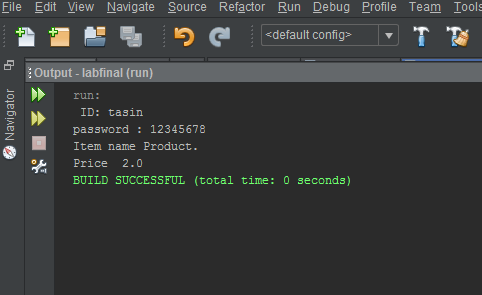 File Edit View Navigate Source Refactor Run Debug Profile Team Tools
<default config>
Output - labfinal (run)
Navigator
run:
ID: tasin
password : 12345678
Item name Product.
Price  2.0
BUILD SUCCESSFUL (total time: 0 seconds)